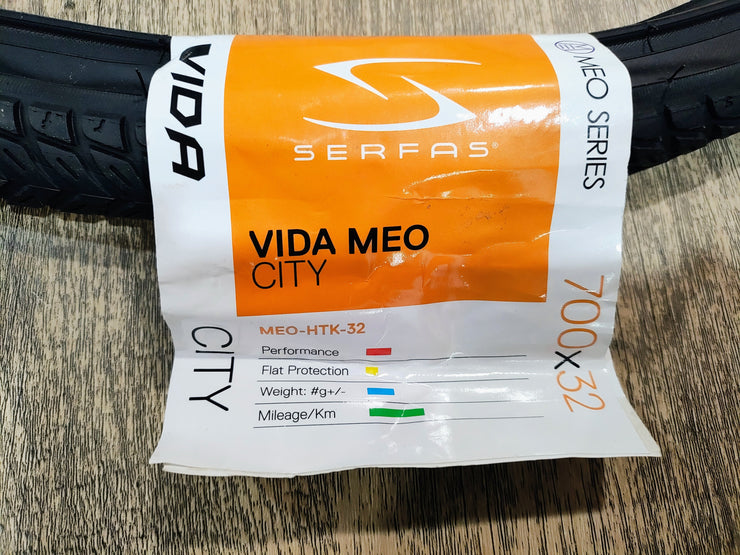 VIDA
SERFAS®
MEO SERIES
VIDA MEO
CITY
MEO-HTK-32
Performance
Flat Protection
Weight: #g+/-
Mileage/Km
CITY
700x32